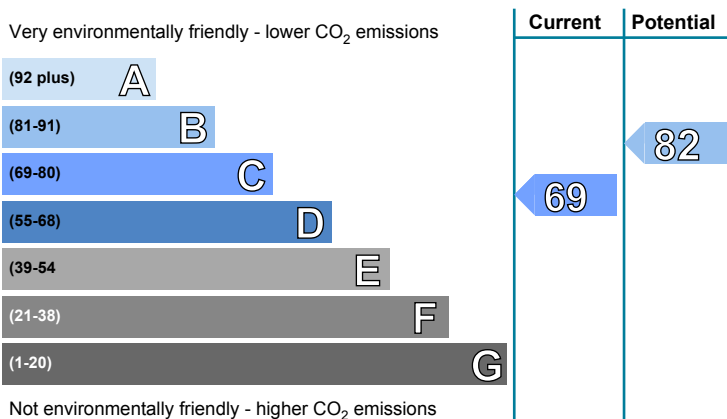 Current Potential
Very environmentally friendly - lower CO2 emissions
(92 plus) A
(81-91) B
82
(69-80) C
69
(55-68) D
(39-54 E
(21-38) F
(1-20) G
Not environmentally friendly - higher CO2 emissions